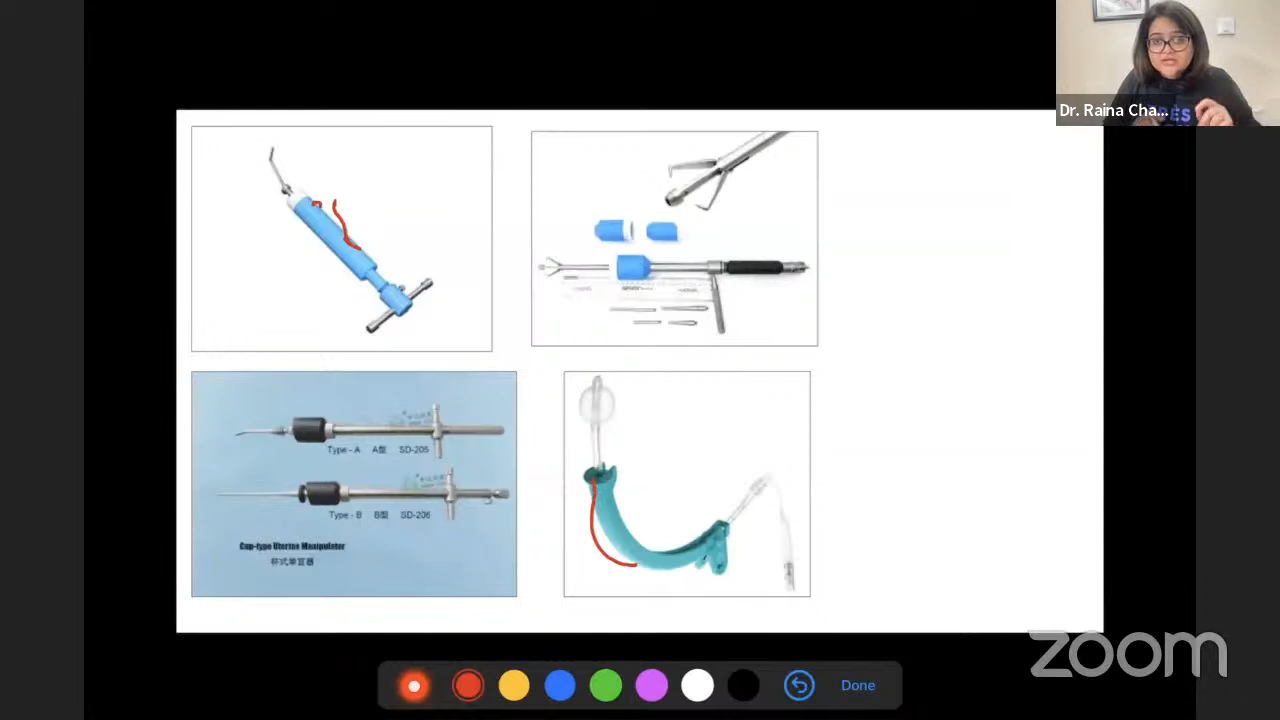 Dr. Raina Cha...
Type - A A型 SD-205
Type - B B型 SD-206
Cup-type Uterine Manipulator
杯式举宫器
zoom
Done